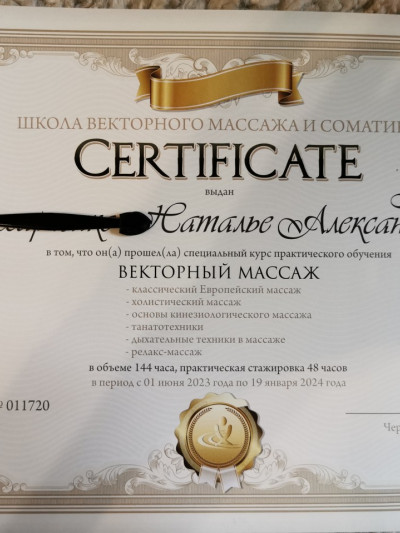 ШКОЛА ВЕКТОРНОГО МАССАЖА И СОМАТИ
CERTIFICATE
выдан
Наталье Алексан
в том, что он(а) прошел(ла) специальный курс практического обучения
ВЕКТОРНЫЙ МАССАЖ
- классический Европейский массаж
- холистический массаж
- основы кинезиологического массажа
- танатотехники
- дыхательные техники в массаже
- релакс-массаж
в объеме 144 часа, практическая стажировка 48 часов
в период с 01 июня 2023 года по 19 января 2024 года
№ 011720
Чер